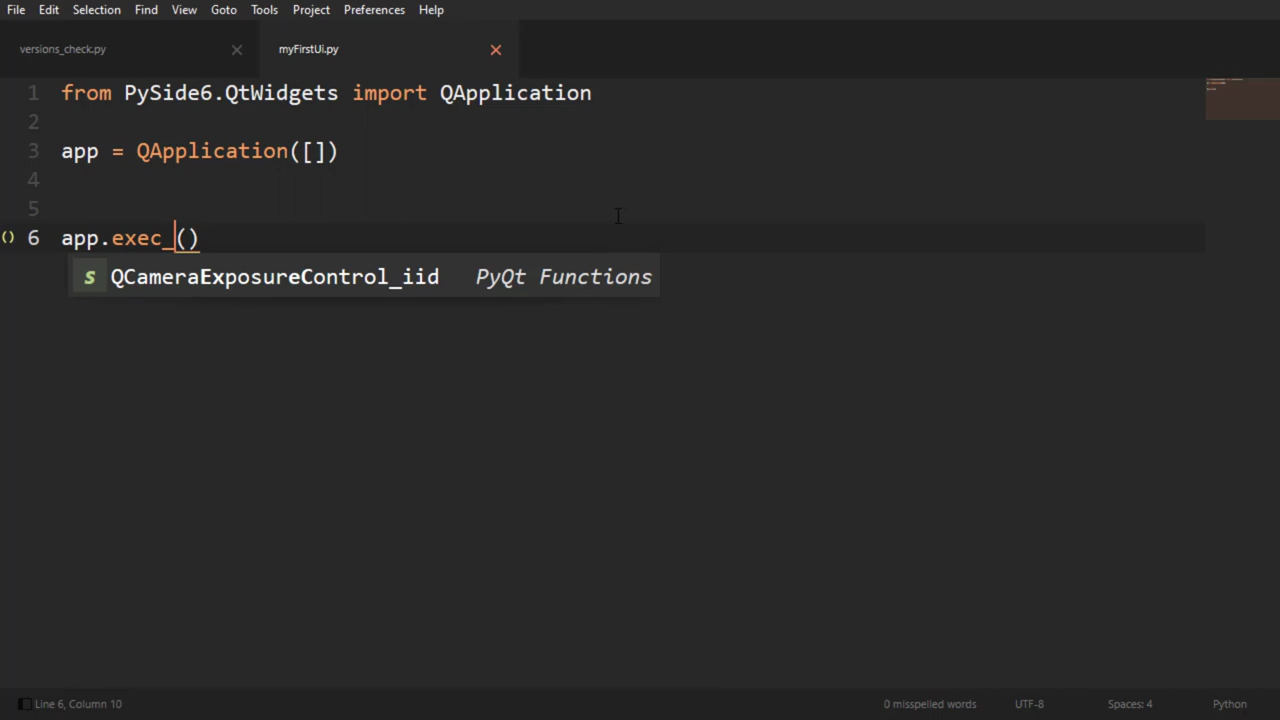 File Edit Selection Find View Goto Tools Project Preferences Help
versions_check.py myFirstUi.py
1 from PySide6.QtWidgets import QApplication
2
3 app = QApplication([])
4
5
() 6 app.exec_()
s QCameraExposureControl_iid PyQt Functions
Line 6, Column 10 0 misspelled words UTF-8 Spaces: 4 Python